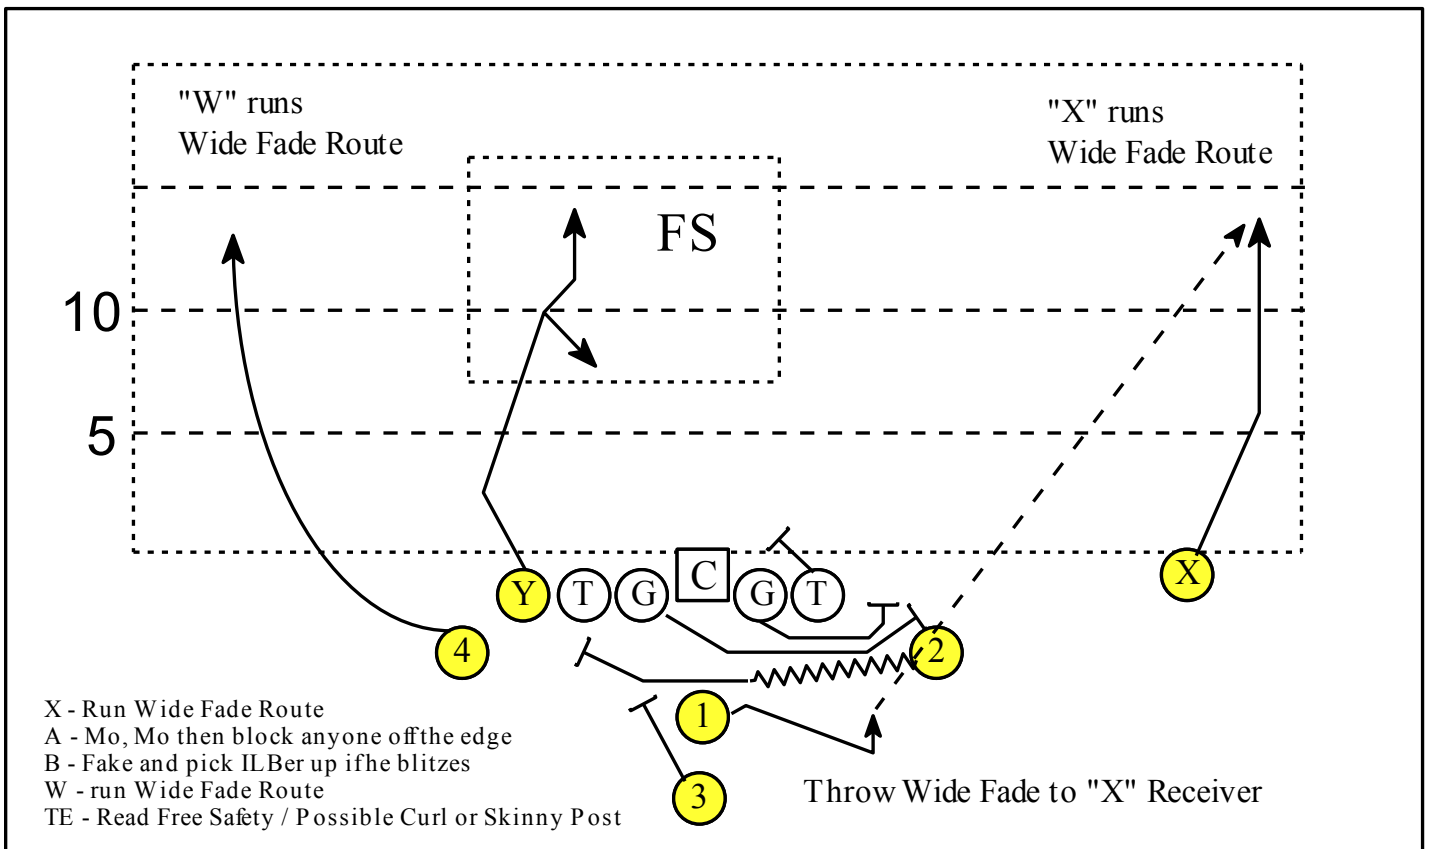 "W" runs
Wide Fade Route
"X" runs
Wide Fade Route
FS
10
5
Y T G C G T X
4 2
1
3
X - Run Wide Fade Route
A - Mo, Mo then block anyone off the edge
B - Fake and pick ILBer up if he blitzes
W - run Wide Fade Route
TE - Read Free Safety / Possible Curl or Skinny Post
Throw Wide Fade to "X" Receiver